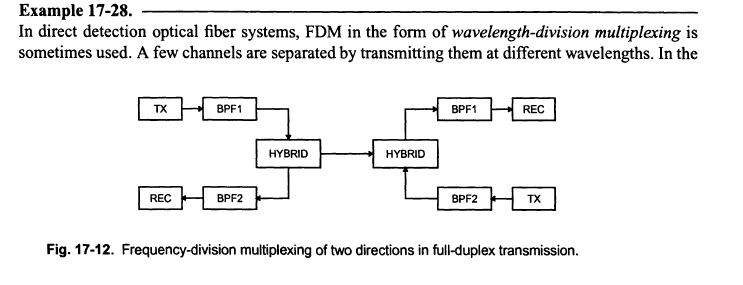 Example 17-28.
In direct detection optical fiber systems, FDM in the form of wavelength-division multiplexing is
sometimes used. A few channels are separated by transmitting them at different wavelengths. In the
TX
BPF1
BPF1
REC
HYBRID
HYBRID
REC
BPF2
BPF2
TX
Fig. 17-12. Frequency-division multiplexing of two directions in full-duplex transmission.